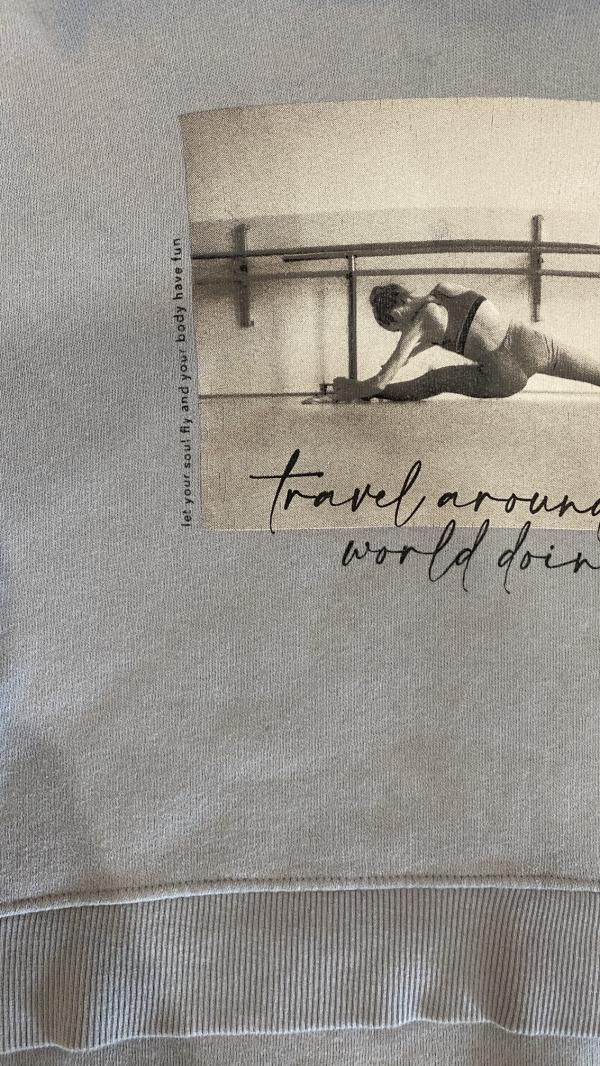 let your soul fly and your body have fun
travel around
world doin